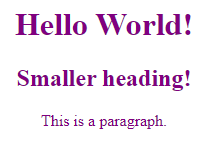 Hello World!
Smaller heading!
This is a paragraph.